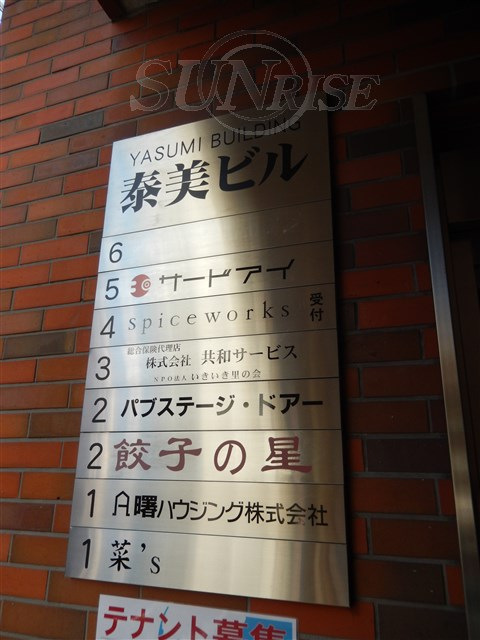 SUNRISE
YASUMI BUILDING
泰美ビル
6
5 サードアイ
4 spiceworks 受付
総合保険代理店
3 株式会社 共和サービス
NPO法人 いきいき里の会
2 パブステージ・ドアー
2 餃子の星
1 A曙ハウジング株式会社
1 菜's
テナント募集